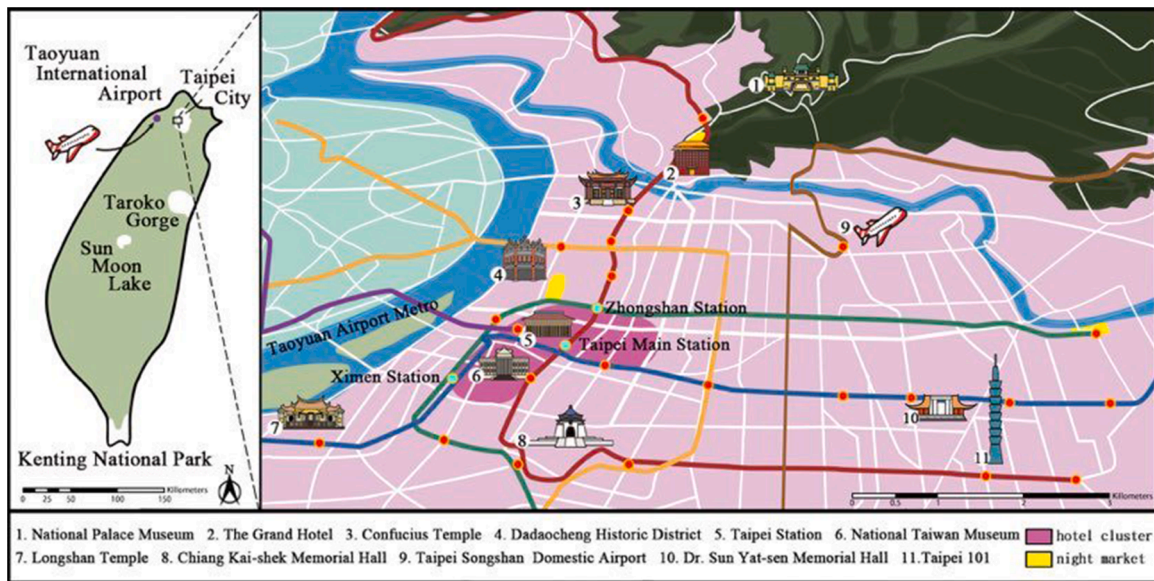 Taoyuan
International
Airport
Taipei
City
Taroko
Gorge
Sun
Moon
Lake
Kenting National Park
N
0 25 50 100 150 Killometers
1
2
3
4
Zhongshan Station
Taoyuan Airport Metro
5
Taipei Main Station
6
Ximen Station
7
8
9
10
11
0 0.5 1 2 3 Killometers
1. National Palace Museum 2. The Grand Hotel 3. Confucius Temple 4. Dadaocheng Historic District 5. Taipei Station 6. National Taiwan Museum
7. Longshan Temple 8. Chiang Kai-shek Memorial Hall 9. Taipei Songshan Domestic Airport 10. Dr. Sun Yat-sen Memorial Hall 11.Taipei 101
hotel cluster
night market